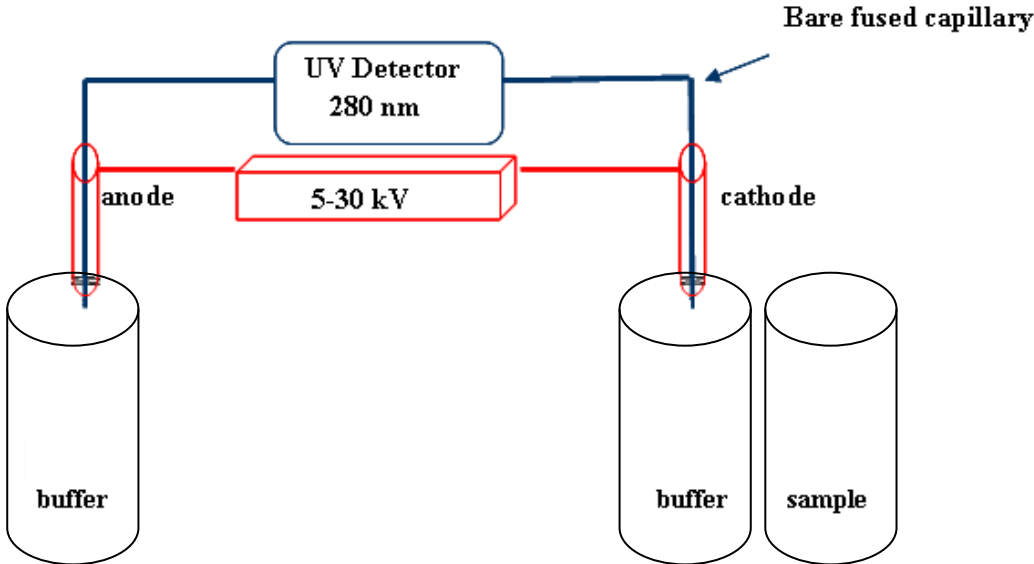 Bare fused capillary
UV Detector
280 nm
anode
5-30 kV
cathode
buffer
buffer
sample